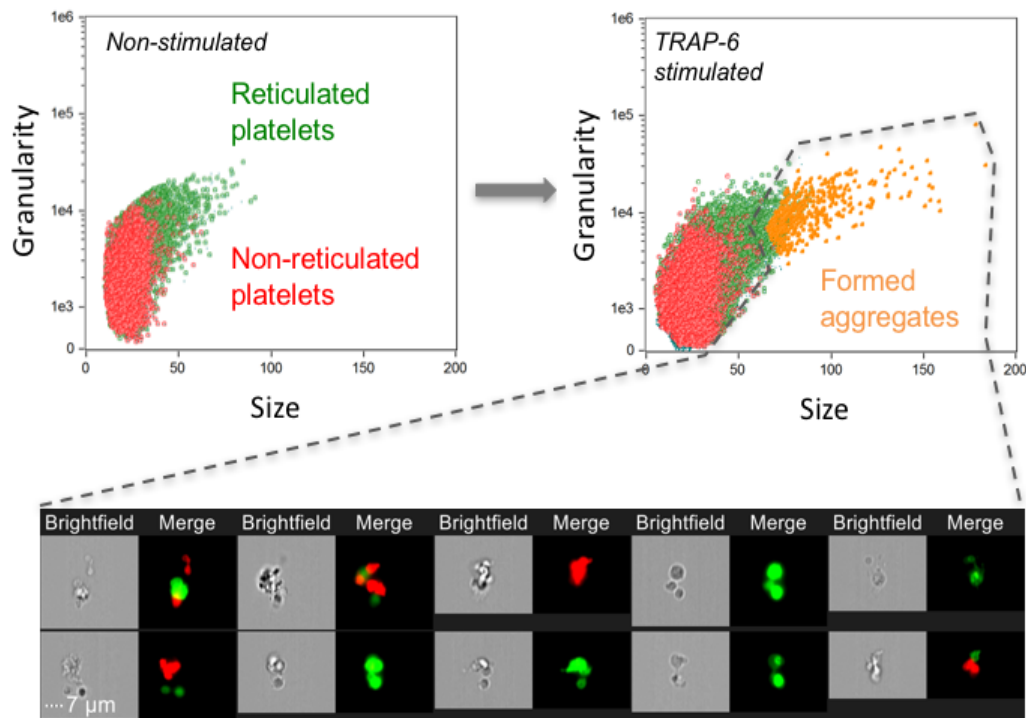 Non-stimulated
Reticulated
platelets
Non-reticulated
platelets
Granularity
1e6
1e5
1e4
1e3
0
0
50
100
150
200
Size
TRAP-6
stimulated
Formed
aggregates
Granularity
1e6
1e5
1e4
1e3
0
0
50
100
150
200
Size
Brightfield Merge Brightfield Merge Brightfield Merge Brightfield Merge Brightfield Merge
7 µm